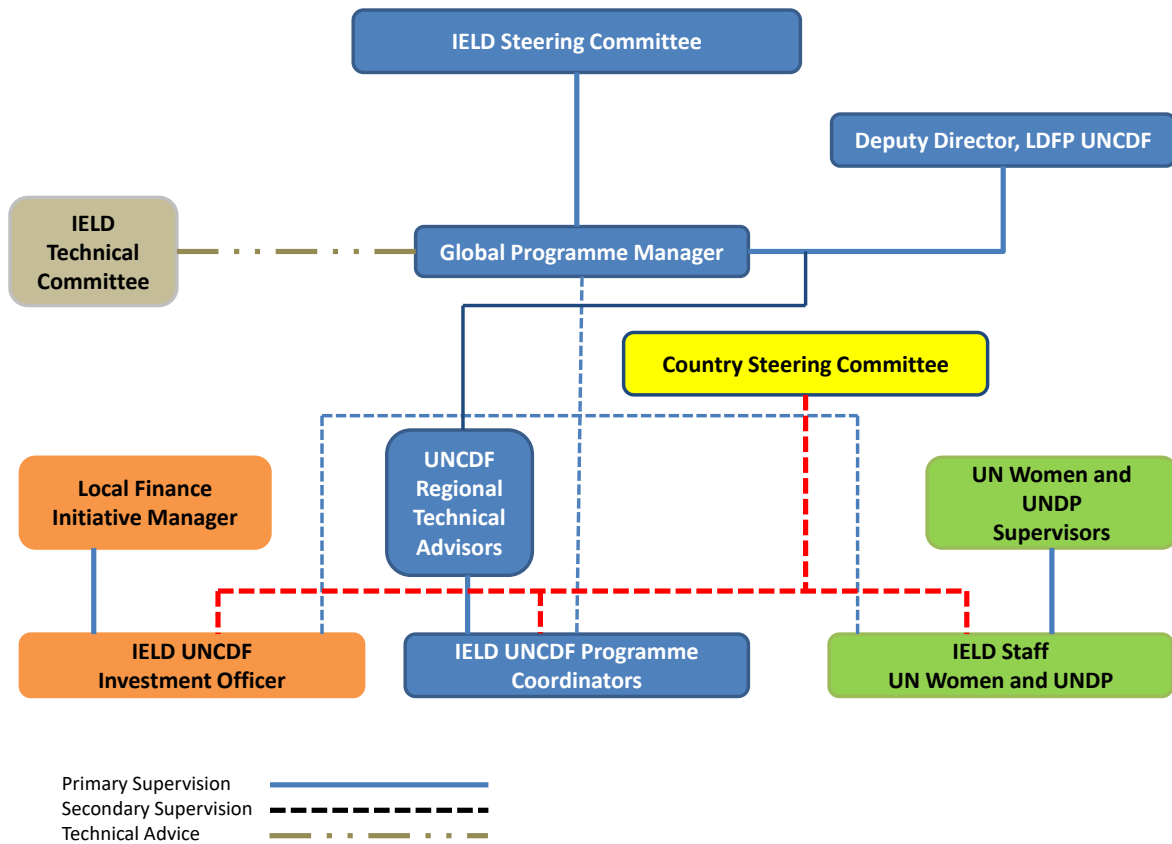 IELD Steering Committee
Deputy Director, LDFP UNCDF
IELD
Technical
Committee
Global Programme Manager
Country Steering Committee
UNCDF
Regional
Technical
Advisors
Local Finance
Initiative Manager
UN Women and
UNDP
Supervisors
IELD UNCDF
Investment Officer
IELD UNCDF Programme
Coordinators
IELD Staff
UN Women and UNDP
Primary Supervision
Secondary Supervision
Technical Advice